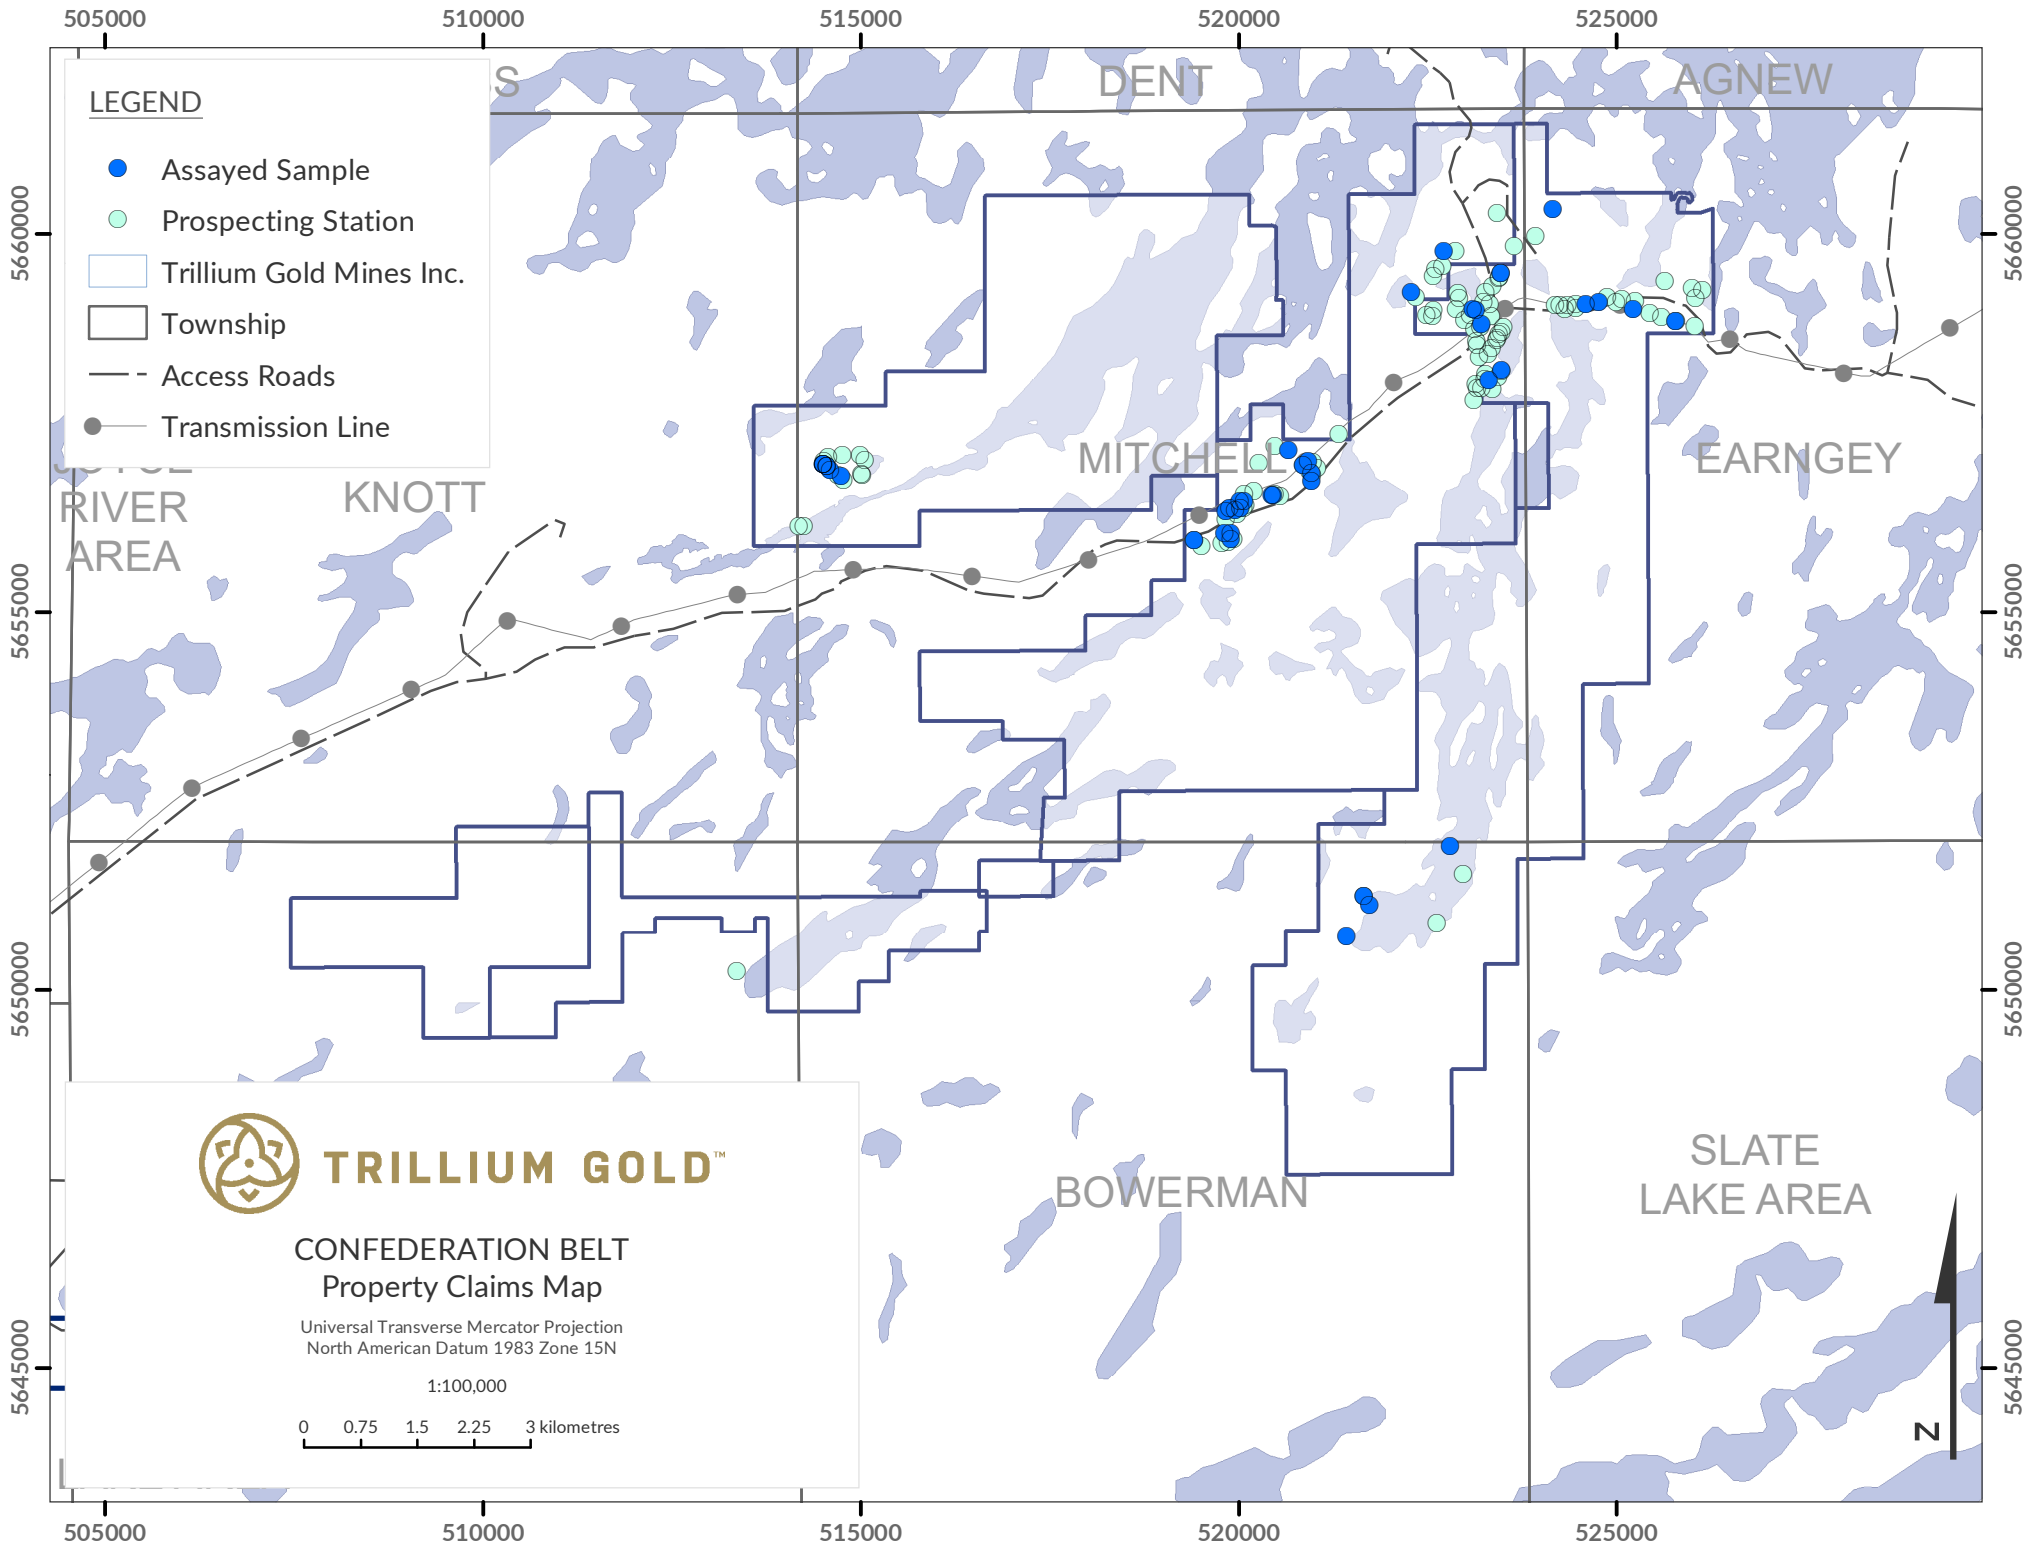 505000 510000 515000 520000 525000
DENT
AGNEW
LEGEND
Assayed Sample
Prospecting Station
Trillium Gold Mines Inc.
Township
Access Roads
Transmission Line
5660000
5660000
MITCHELL
EARNGEY
KNOTT
RIVER
AREA
5655000
5655000
5650000
5650000
BOWERMAN
SLATE
LAKE AREA
TRILLIUM GOLD™
CONFEDERATION BELT
Property Claims Map
Universal Transverse Mercator Projection
North American Datum 1983 Zone 15N
1:100,000
0 0.75 1.5 2.25 3 kilometres
N
5645000
5645000
505000 510000 515000 520000 525000